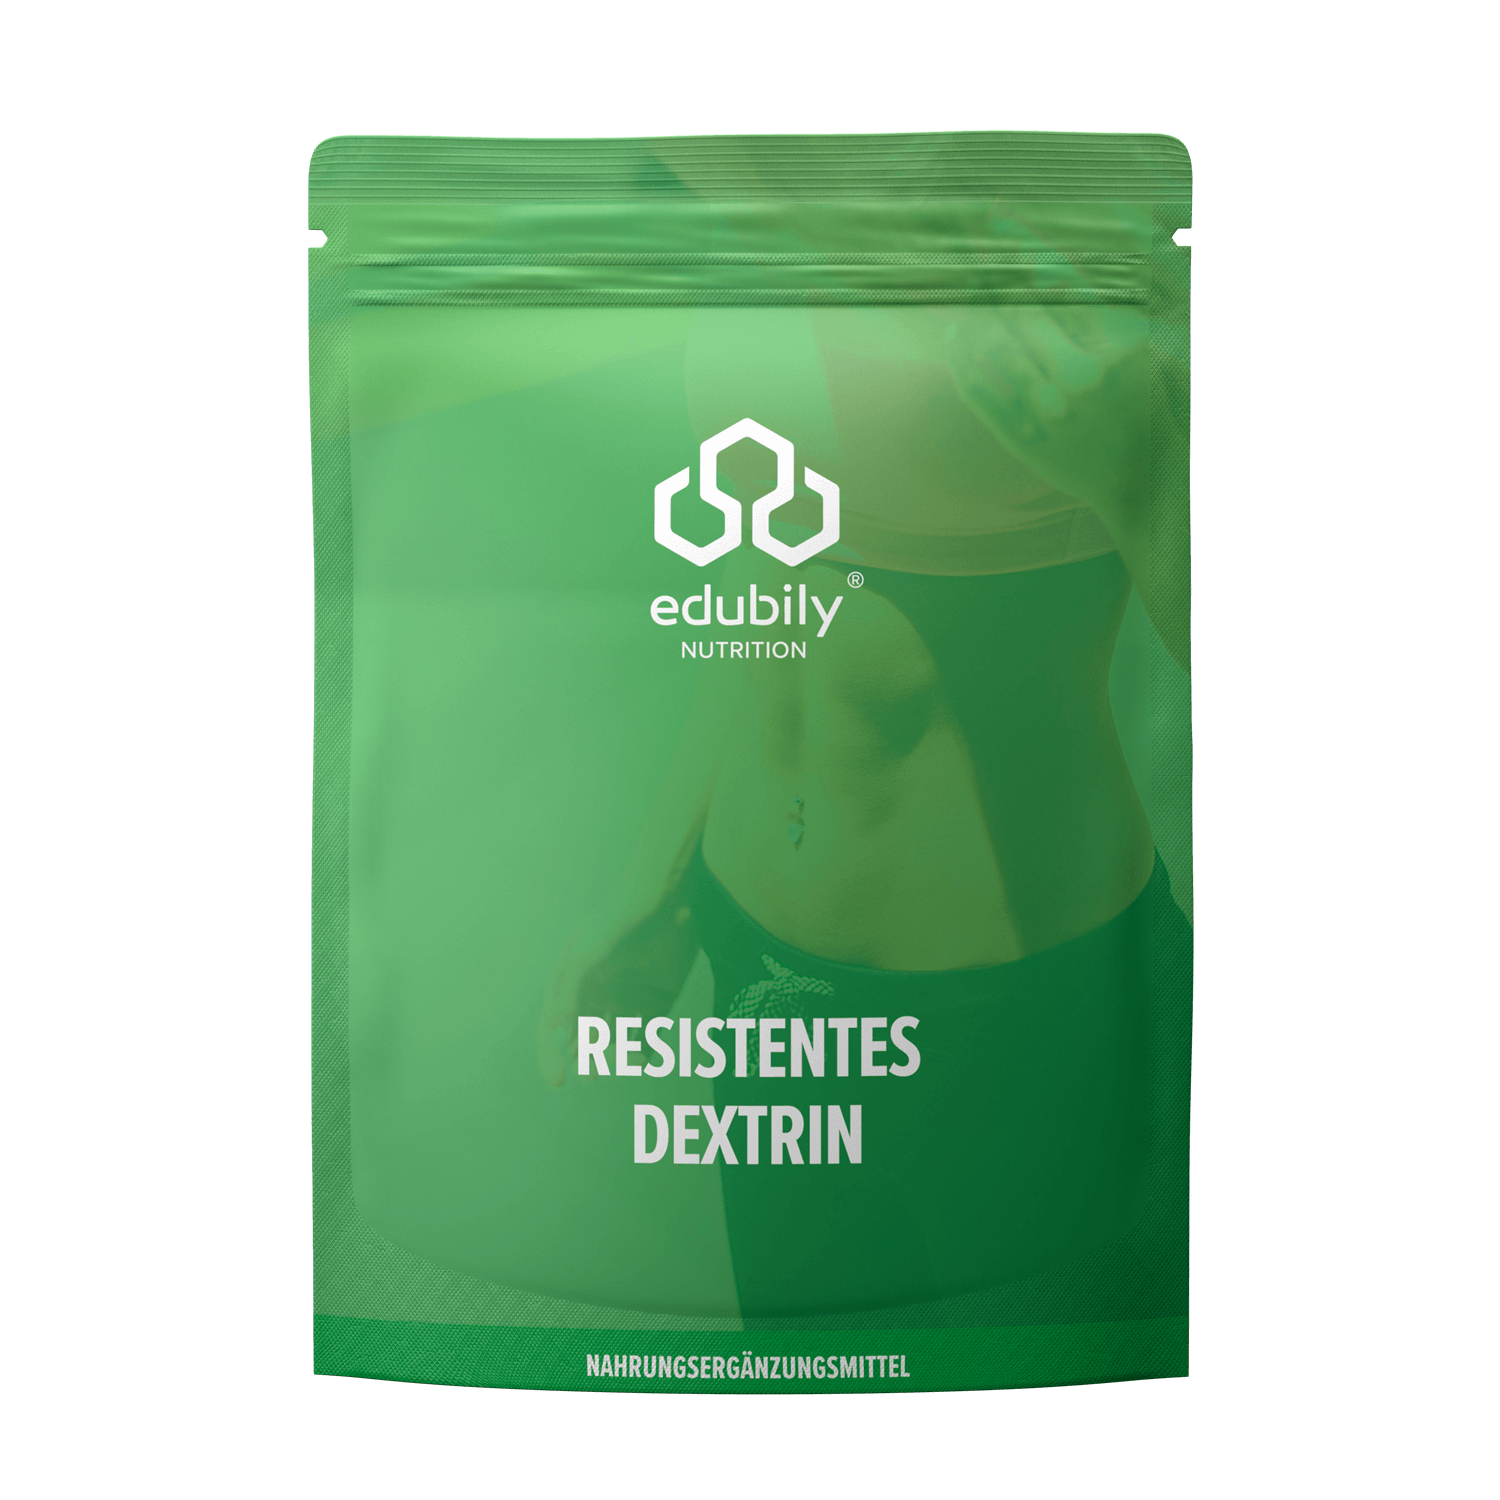 edubily®
NUTRITION
RESISTENTES
DEXTRIN
NAHRUNGSERGÄNZUNGSMITTEL